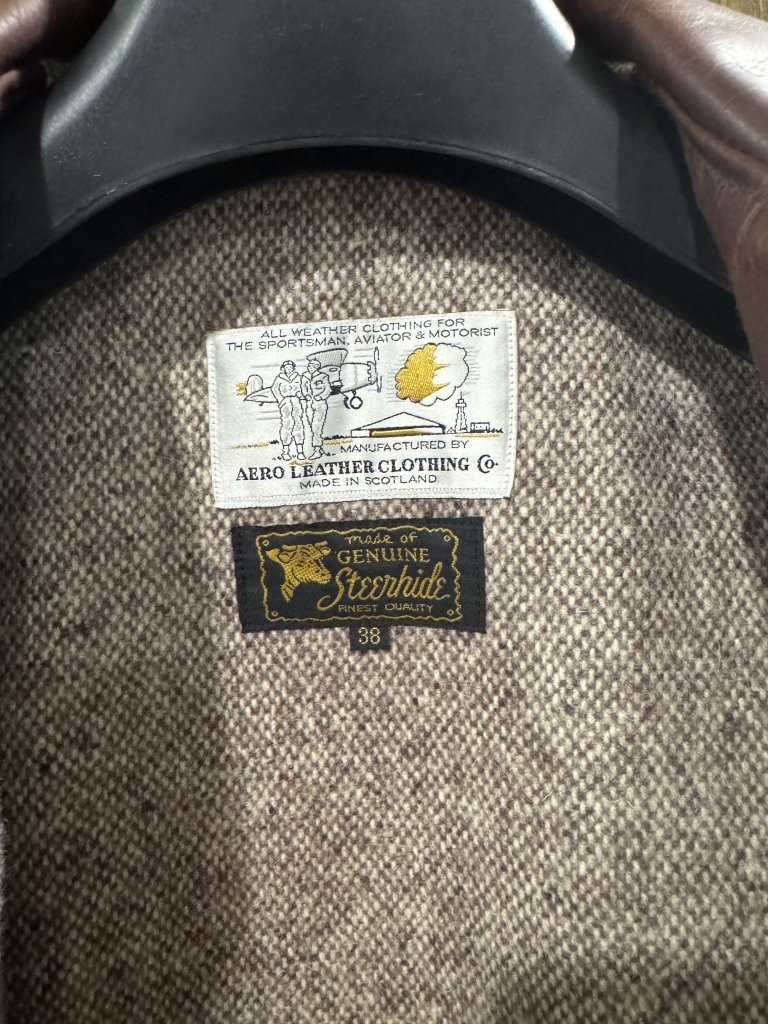 ALL WEATHER CLOTHING FOR
THE SPORTSMAN, AVIATOR & MOTORIST
MANUFACTURED BY
AERO LEATHER CLOTHING Co.
MADE IN SCOTLAND
made of
GENUINE
Steerhide
FINEST QUALITY
38